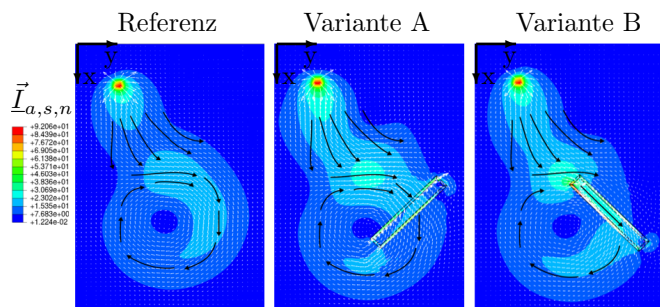 Referenz
Variante A
Variante B
y
x
y
x
y
x
I⃗a,s,n
+9.206e+01
+8.439e+01
+7.672e+01
+6.905e+01
+6.138e+01
+5.371e+01
+4.603e+01
+3.836e+01
+3.069e+01
+2.302e+01
+1.535e+01
+7.683e+00
+1.224e-02